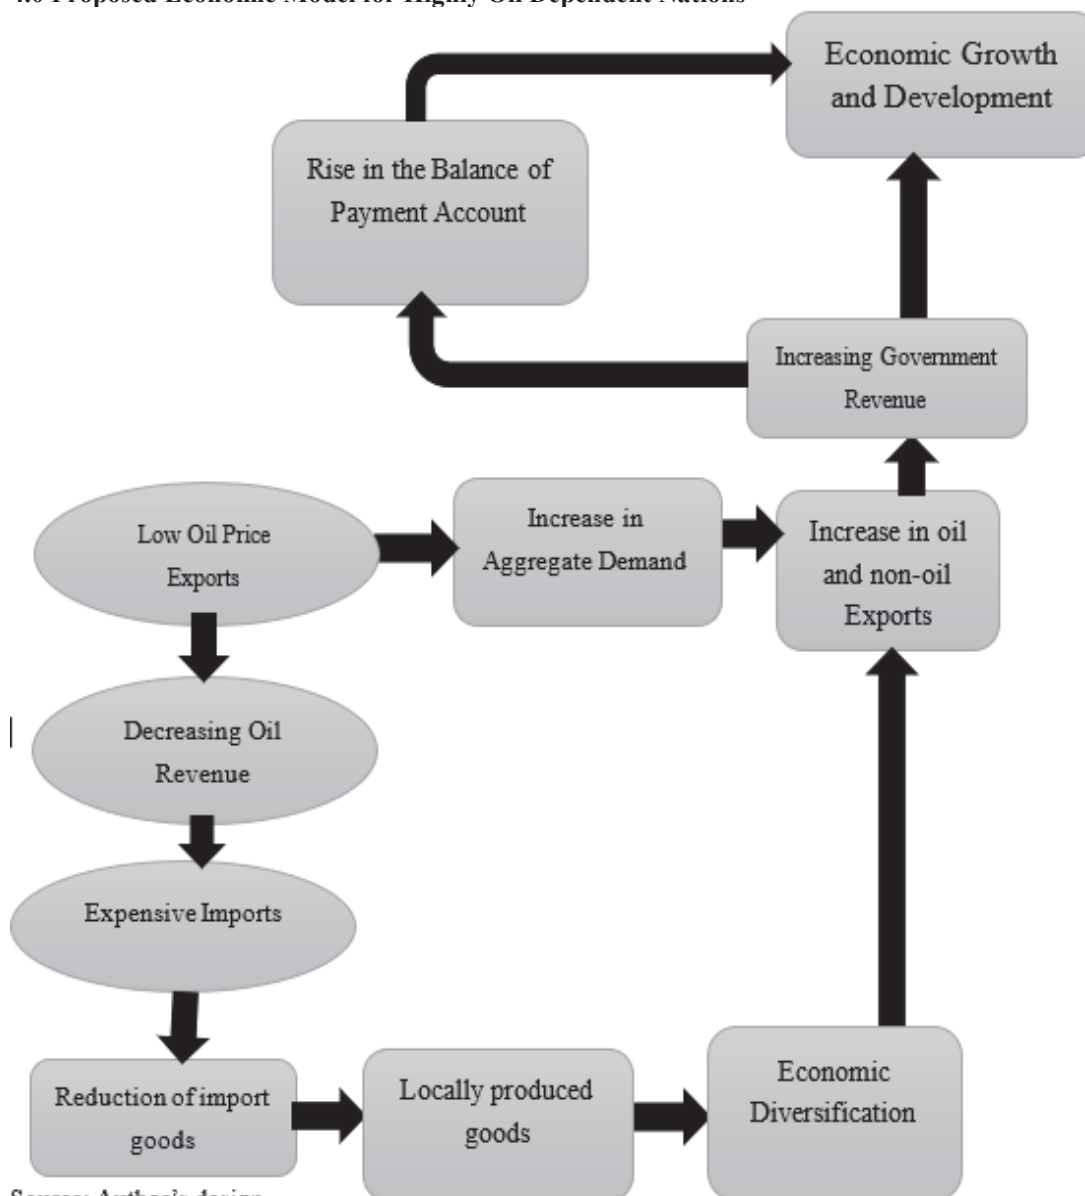 4.0 Proposed Economic Model for Highly Oil Dependent Nations
Economic Growth
and Development
Rise in the Balance of
Payment Account
Increasing Government
Revenue
Low Oil Price
Exports
Increase in
Aggregate Demand
Increase in oil
and non-oil
Exports
Decreasing Oil
Revenue
Expensive Imports
Reduction of import
goods
Locally produced
goods
Economic
Diversification
Source: Author's design